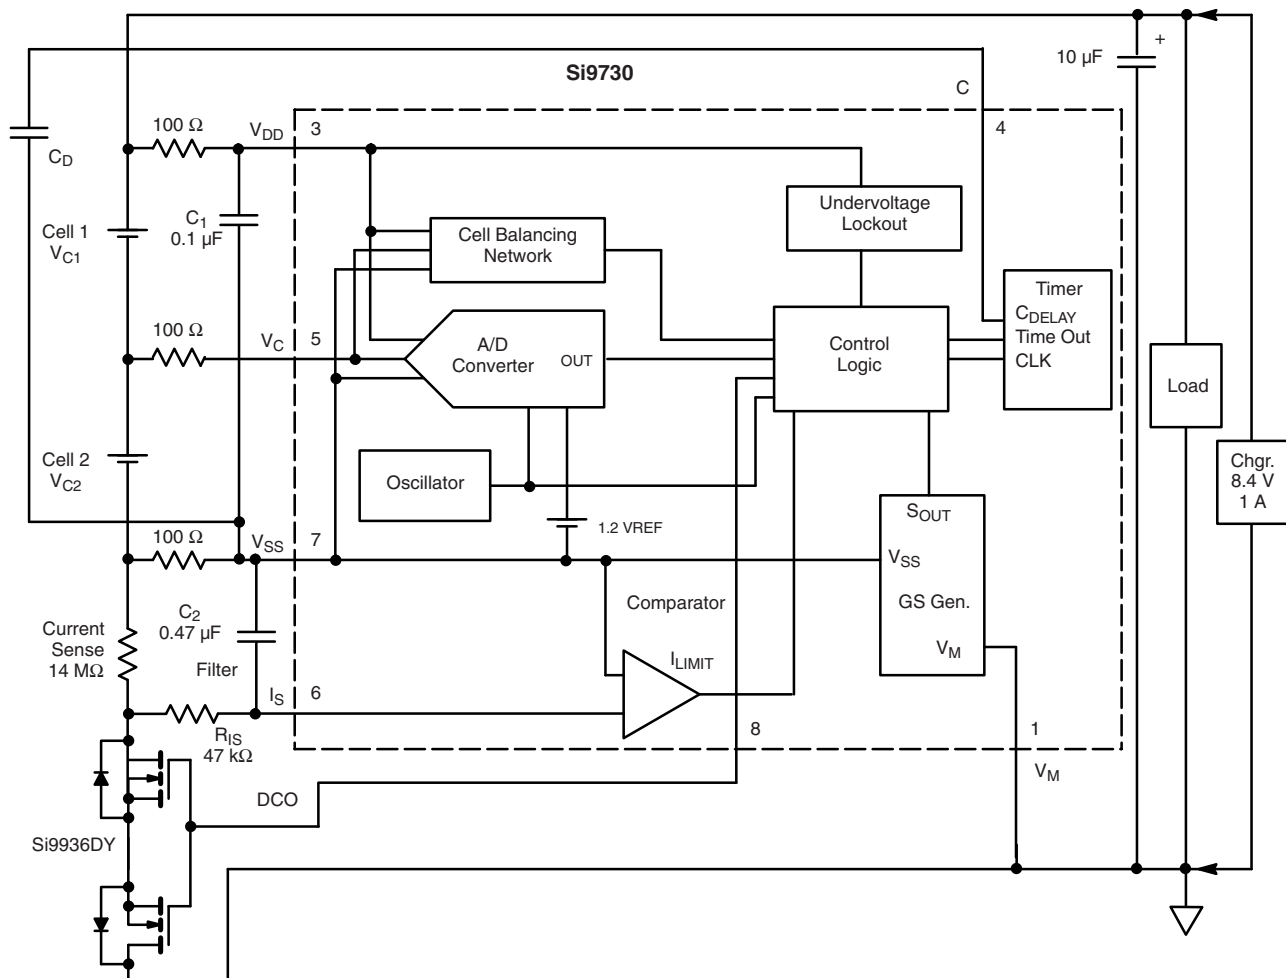 10 µF
+
Si9730
C
100 Ω
VDD
3
4
CD
Undervoltage
Lockout
C1
0.1 µF
Cell 1
VC1
Cell Balancing
Network
Timer
CDELAY
Time Out
CLK
100 Ω
VC
5
A/D
Converter
OUT
Control
Logic
Load
Cell 2
VC2
Oscillator
Chgr.
8.4 V
1 A
SOUT
1.2 VREF
100 Ω
VSS
7
VSS
GS Gen.
VM
Comparator
C2
0.47 µF
Current
Sense
14 MΩ
Filter
ILIMIT
IS
6
RIS
47 kΩ
8
1
VM
DCO
Si9936DY